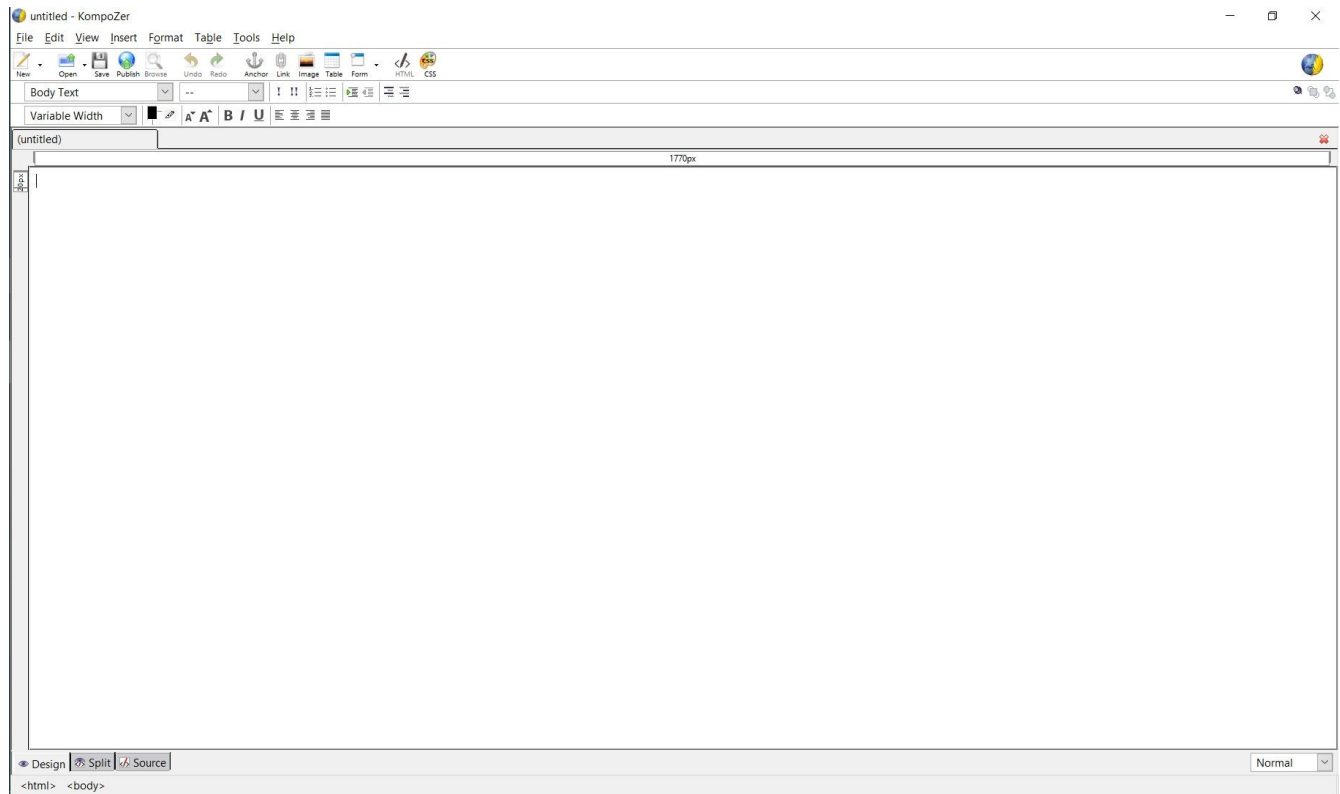 untitled - KompoZer
File Edit View Insert Format Table Tools Help
New Open Save Publish Browse Undo Redo Anchor Link Image Table Form HTML CSS
Body Text --
Variable Width A A B I U
(untitled)
1770px
Design Split Source Normal
<html> <body>